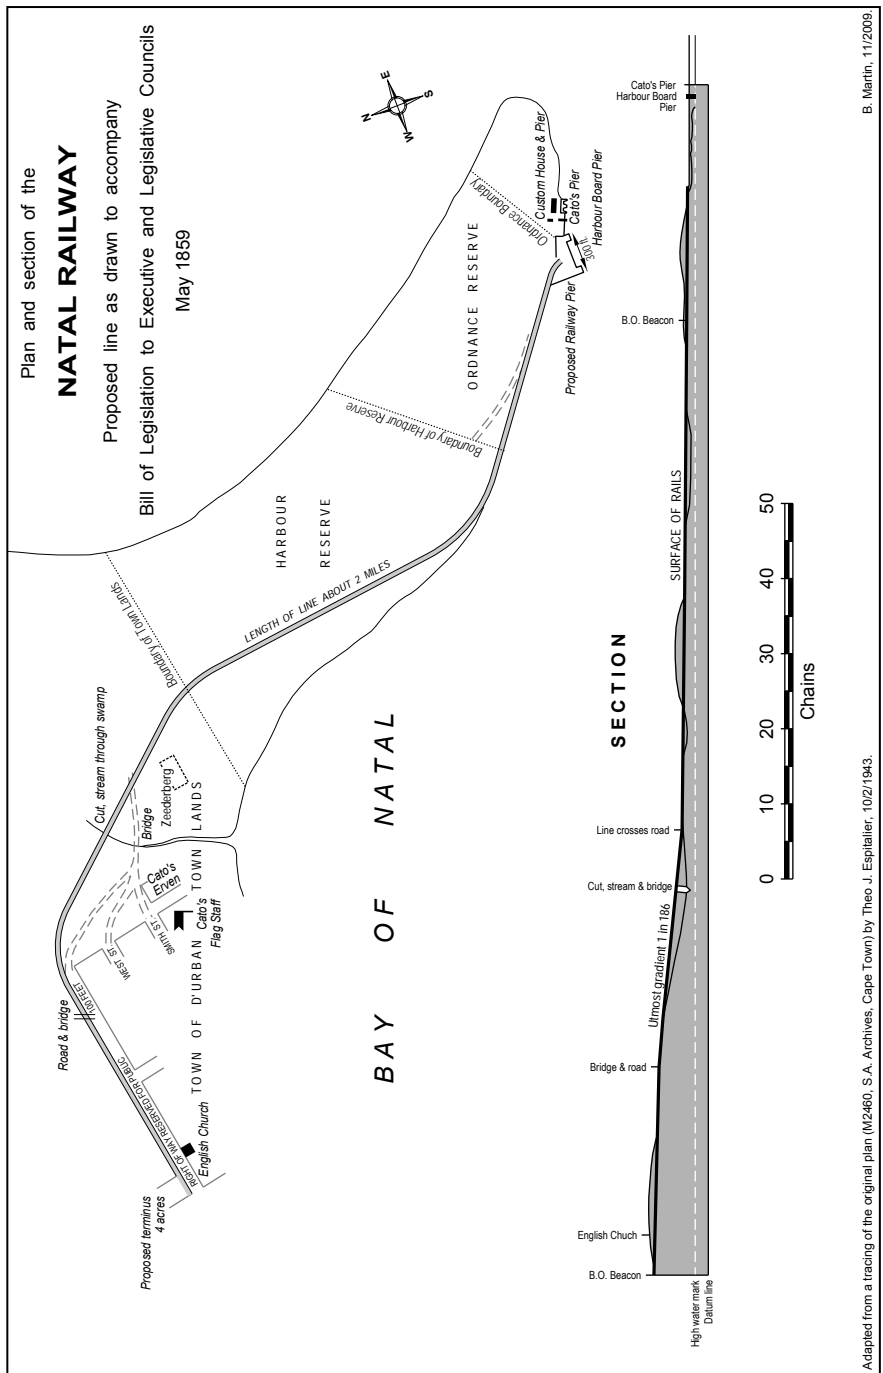 Plan and section of the
NATAL RAILWAY
Proposed line as drawn to accompany
Bill of Legislation to Executive and Legislative Councils
May 1859
N
E
S
W
Proposed terminus
4 acres
RIGHT OF WAY RESERVED FOR PUBLIC
100 FEET
English Church
Road & bridge
TOWN OF D'URBAN TOWN LANDS
WEST ST.
SMITH ST.
Cato's
Erven
Cato's
Flag Staff
Bridge
Zeederberg
Cut, stream through swamp
Boundary of Town Lands
LENGTH OF LINE ABOUT 2 MILES
HARBOUR
RESERVE
Boundary of Harbour Reserve
ORDNANCE RESERVE
Ordnance Boundary
Custom House & Pier
Cato's Pier
Harbour Board Pier
300 ft.
Proposed Railway Pier
BAY OF NATAL
SECTION
B.O. Beacon
English Chuch
Bridge & road
Utmost gradient 1 in 186
Cut, stream & bridge
Line crosses road
SURFACE OF RAILS
B.O. Beacon
Cato's Pier
Harbour Board
Pier
High water mark
Datum line
0 10 20 30 40 50
Chains
Adapted from a tracing of the original plan (M2460, S.A. Archives, Cape Town) by Theo J. Espitalier, 10/2/1943.
B. Martin, 11/2009.